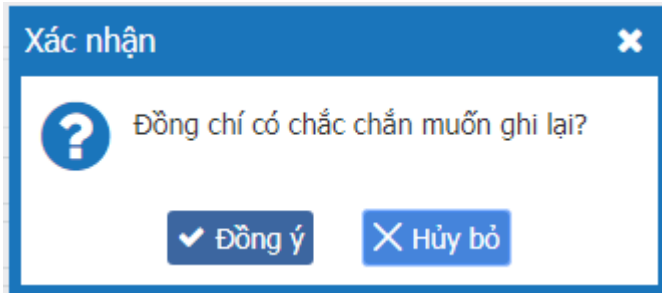 Xác nhận
Đồng chí có chắc chắn muốn ghi lại?
Đồng ý
Hủy bỏ